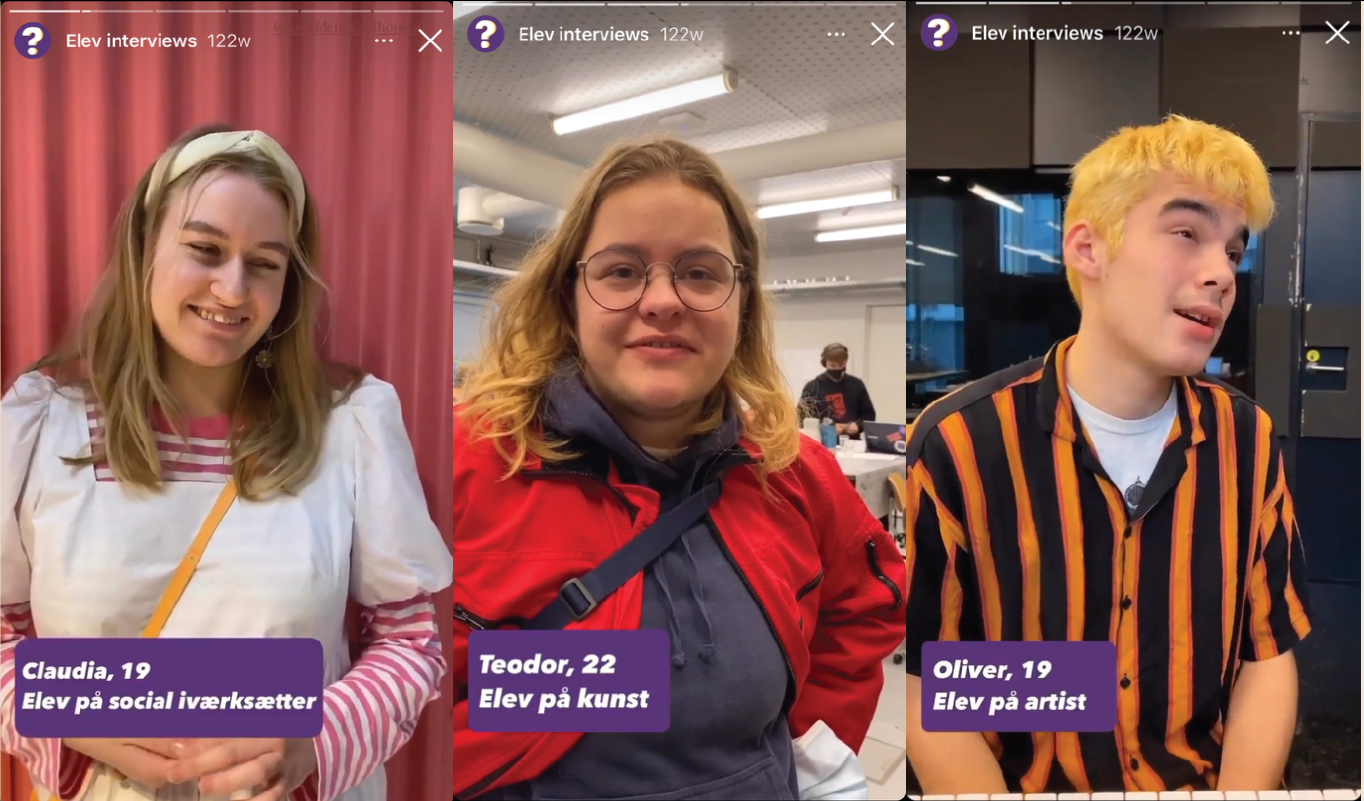 ?
Elev interviews 122w
Claudia, 19
Elev på social iværksætter
?
Elev interviews 122w
Teodor, 22
Elev på kunst
?
Elev interviews 122w
Oliver, 19
Elev på artist